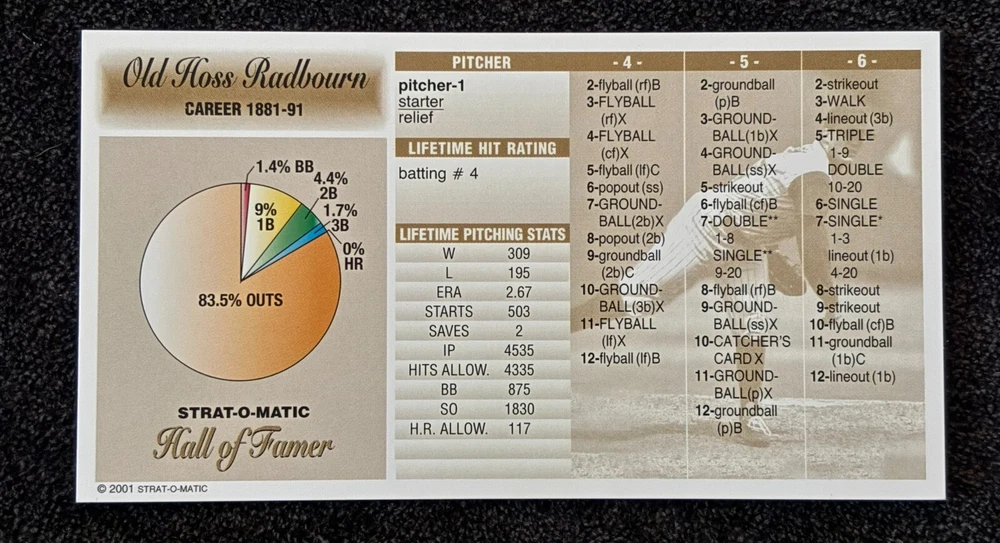 Old Hoss Radbourn
CAREER 1881-91
1.4% BB
4.4%
2B
9%
1B
1.7%
3B
0%
HR
83.5% OUTS
STRAT-O-MATIC
Hall of Famer
© 2001 STRAT-O-MATIC
PITCHER
pitcher-1
starter
relief
LIFETIME HIT RATING
batting # 4
LIFETIME PITCHING STATS
W 309
L 195
ERA 2.67
STARTS 503
SAVES 2
IP 4535
HITS ALLOW. 4335
BB 875
SO 1830
H.R. ALLOW. 117
- 4 -
2-flyball (rf)B
3-FLYBALL
(rf)X
4-FLYBALL
(cf)X
5-flyball (lf)C
6-popout (ss)
7-GROUND-
BALL(2b)X
8-popout (2b)
9-groundball
(2b)C
10-GROUND-
BALL(3b)X
11-FLYBALL
(lf)X
12-flyball (lf)B
- 5 -
2-groundball
(p)B
3-GROUND-
BALL(1b)X
4-GROUND-
BALL(ss)X
5-strikeout
6-flyball (cf)B
7-DOUBLE**
1-8
SINGLE**
9-20
8-flyball (rf)B
9-GROUND-
BALL(ss)X
10-CATCHER'S
CARD X
11-GROUND-
BALL(p)X
12-groundball
(p)B
- 6 -
2-strikeout
3-WALK
4-lineout (3b)
5-TRIPLE
1-9
DOUBLE
10-20
6-SINGLE
7-SINGLE*
1-3
lineout (1b)
4-20
8-strikeout
9-strikeout
10-flyball (cf)B
11-groundball
(1b)C
12-lineout (1b)